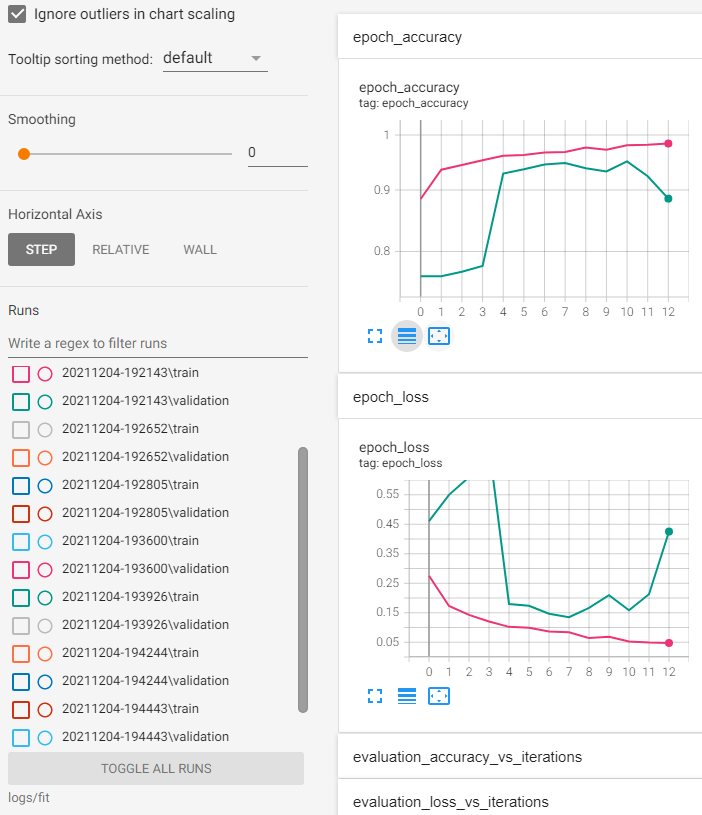 Ignore outliers in chart scaling
Tooltip sorting method: default
Smoothing
0
Horizontal Axis
STEP RELATIVE WALL
Runs
Write a regex to filter runs
20211204-192143\train
20211204-192143\validation
20211204-192652\train
20211204-192652\validation
20211204-192805\train
20211204-192805\validation
20211204-193600\train
20211204-193600\validation
20211204-193926\train
20211204-193926\validation
20211204-194244\train
20211204-194244\validation
20211204-194443\train
20211204-194443\validation
TOGGLE ALL RUNS
logs/fit
epoch_accuracy
epoch_accuracy
tag: epoch_accuracy
1
0.9
0.8
0 1 2 3 4 5 6 7 8 9 10 11 12
epoch_loss
epoch_loss
tag: epoch_loss
0.55
0.45
0.35
0.25
0.15
0.05
0 1 2 3 4 5 6 7 8 9 10 11 12
evaluation_accuracy_vs_iterations
evaluation_loss_vs_iterations